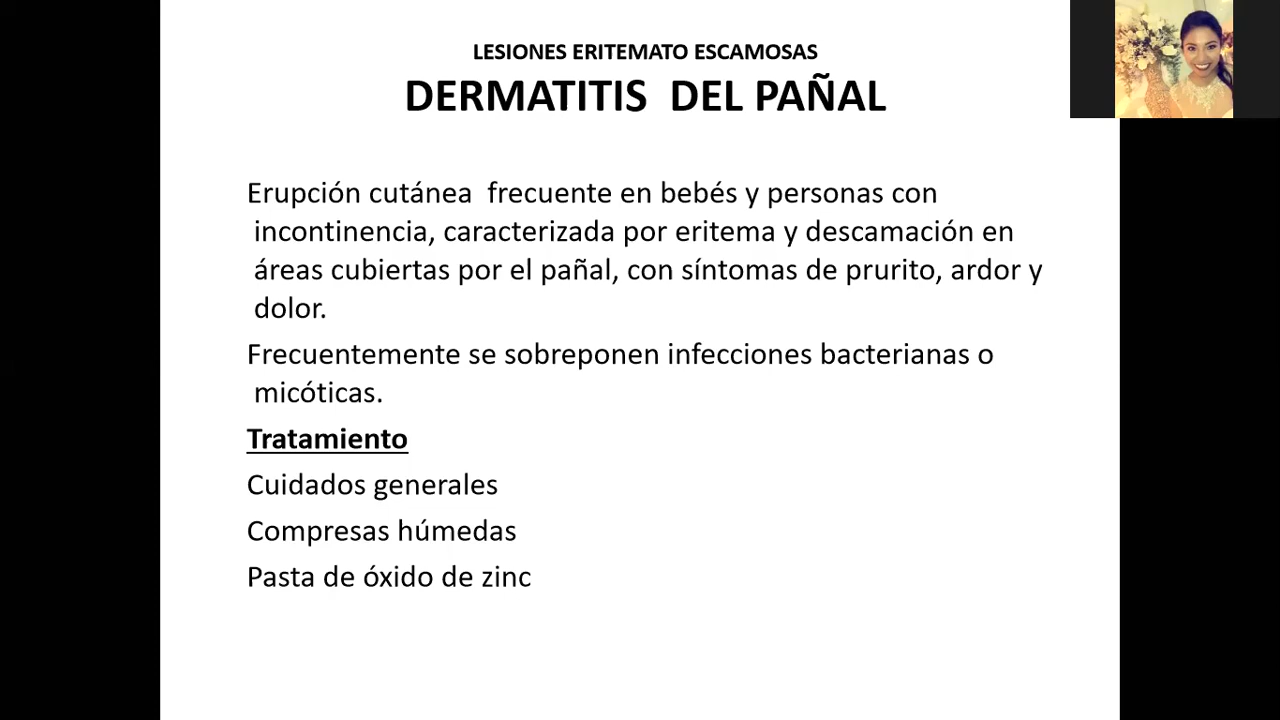 LESIONES ERITEMATO ESCAMOSAS
DERMATITIS DEL PAÑAL
Erupción cutánea frecuente en bebés y personas con
incontinencia, caracterizada por eritema y descamación en
áreas cubiertas por el pañal, con síntomas de prurito, ardor y
dolor.
Frecuentemente se sobreponen infecciones bacterianas o
micóticas.
Tratamiento
Cuidados generales
Compresas húmedas
Pasta de óxido de zinc